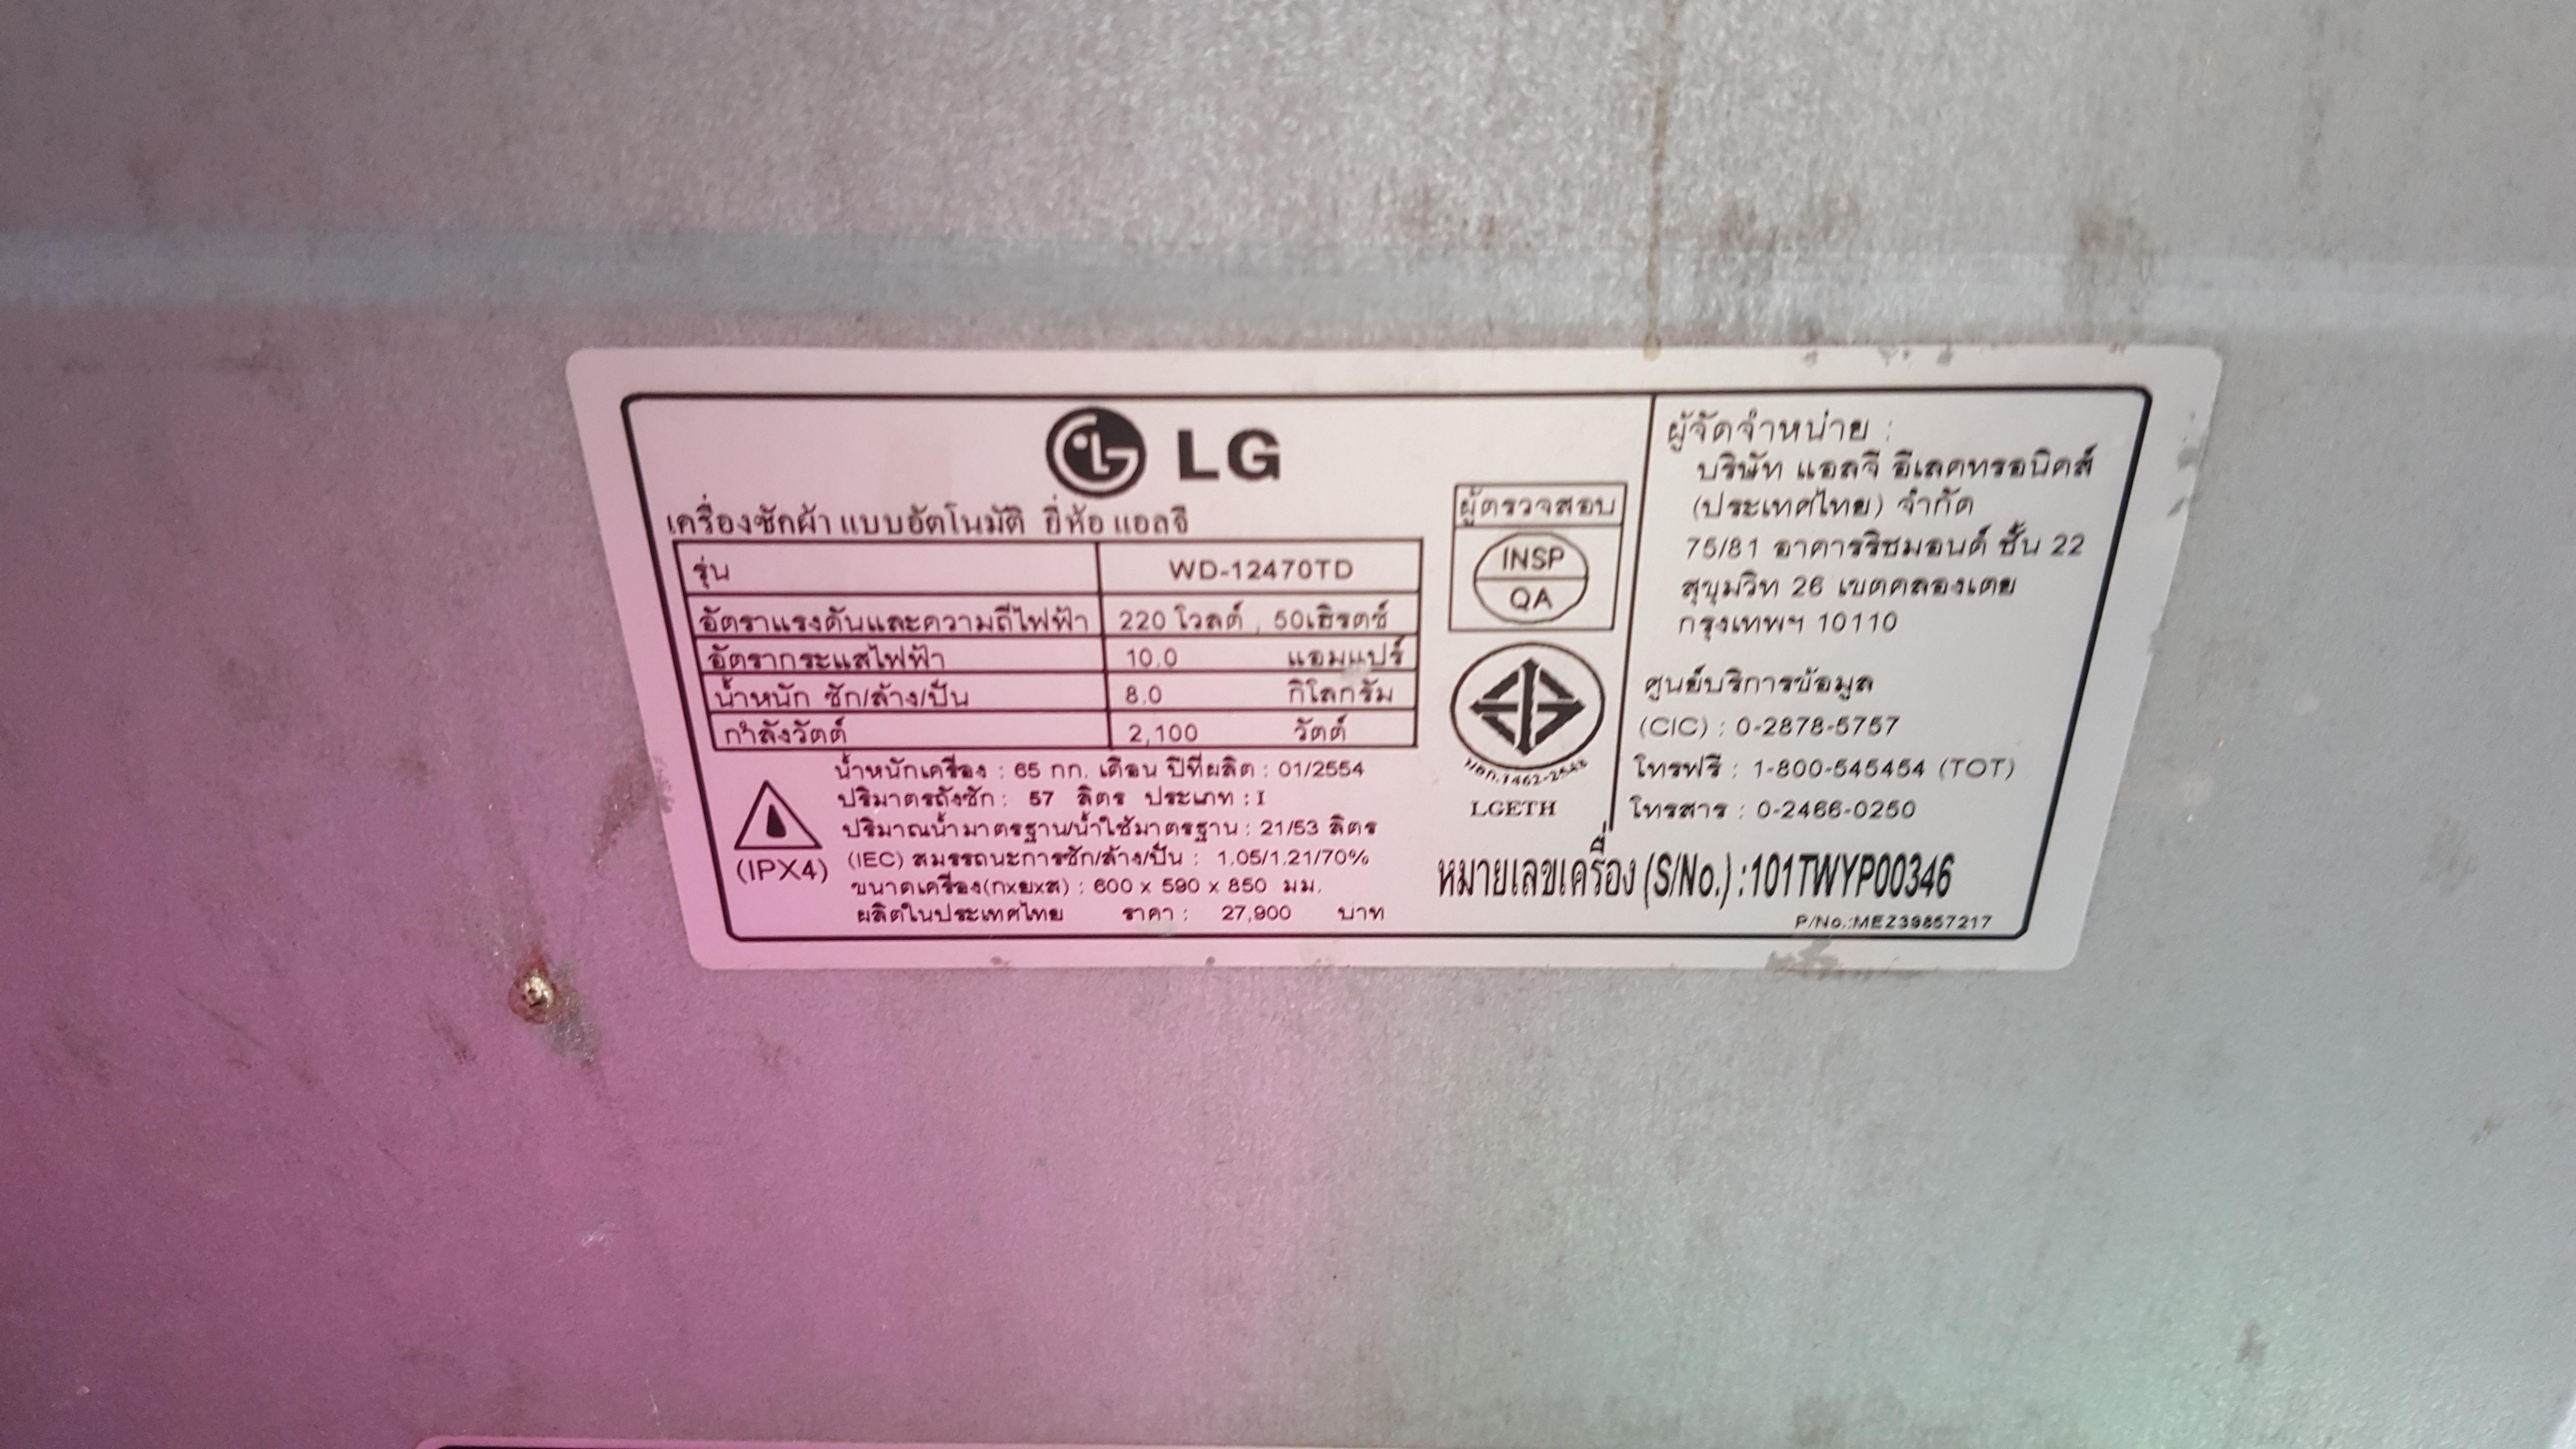 LG
เครื่องซักผ้า แบบอัตโนมัติ ยี่ห้อ แอลจี
รุ่น WD-12470TD
อัตราแรงดันและความถี่ไฟฟ้า 220 โวลต์ , 50เฮิรตซ์
อัตรากระแสไฟฟ้า 10.0 แอมแปร์
น้ำหนัก ซัก/ล้าง/ปั่น 8.0 กิโลกรัม
กำลังวัตต์ 2,100 วัตต์
น้ำหนักเครื่อง : 65 กก. เดือน ปีที่ผลิต : 01/2554
ปริมาตรถังซัก : 57 ลิตร ประเภท : I
ปริมาณน้ำมาตรฐาน/น้ำใช้มาตรฐาน : 21/53 ลิตร
(IEC) สมรรถนะการซัก/ล้าง/ปั่น : 1.05/1.21/70%
ขนาดเครื่อง(กxยxส) : 600 x 590 x 850 มม.
ผลิตในประเทศไทย ราคา : 27,900 บาท
(IPX4)
ผู้ตรวจสอบ
INSP
QA
มอก.1462-2548
LGETH
ผู้จัดจำหน่าย :
บริษัท แอลจี อีเลคทรอนิคส์
(ประเทศไทย) จำกัด
75/81 อาคารริชมอนด์ ชั้น 22
สุขุมวิท 26 เขตคลองเตย
กรุงเทพฯ 10110
ศูนย์บริการข้อมูล
(CIC) : 0-2878-5757
โทรฟรี : 1-800-545454 (TOT)
โทรสาร : 0-2466-0250
หมายเลขเครื่อง (S/No.) :101TWYP00346
P/No.:MEZ39857217